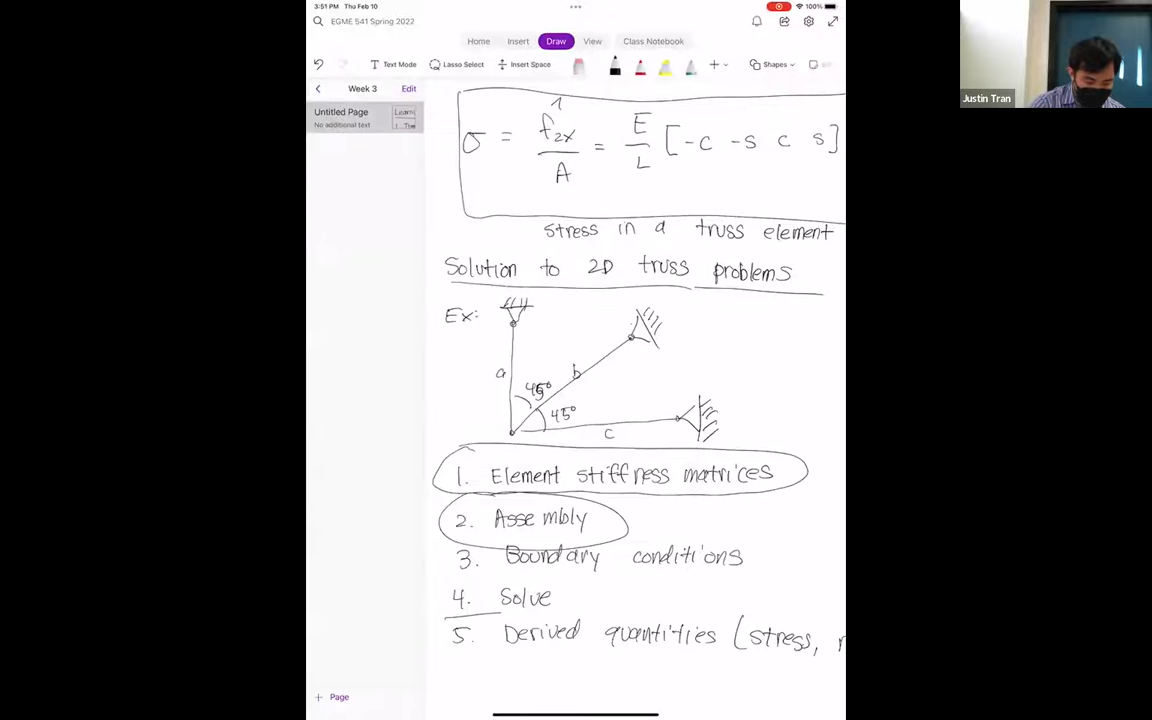 3:51 PM Thu Feb 10
100%
EGME 541 Spring 2022
Home Insert Draw View Class Notebook
Text Mode Lasso Select Insert Space Shapes
Week 3 Edit
Untitled Page
No additional text
Justin Tran
σ = f̂2x / A = E / L [-c -s c s]
stress in a truss element
Solution to 2D truss problems
Ex:
a
b
45°
45°
c
1. Element stiffness matrices
2. Assembly
3. Boundary conditions
4. Solve
5. Derived quantities (stress, r
+ Page